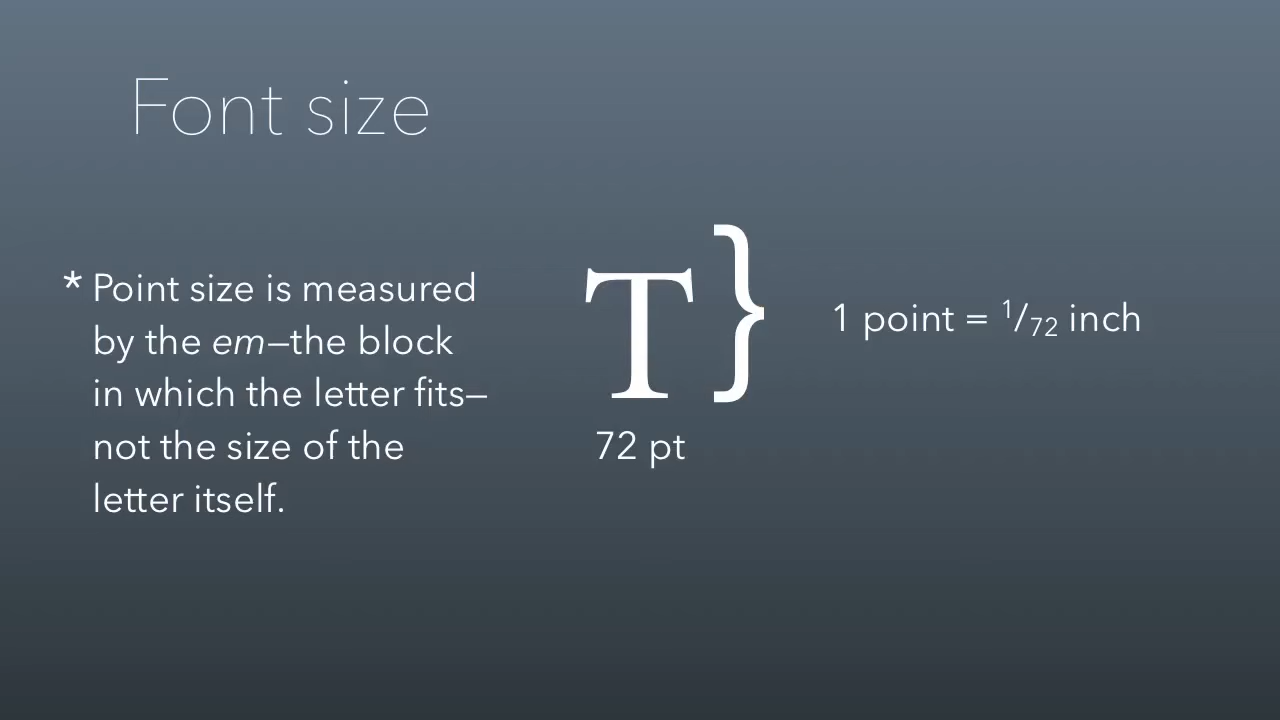 Font size
* Point size is measured
by the em—the block
in which the letter fits—
not the size of the
letter itself.
T}
72 pt
1 point = 1/72 inch